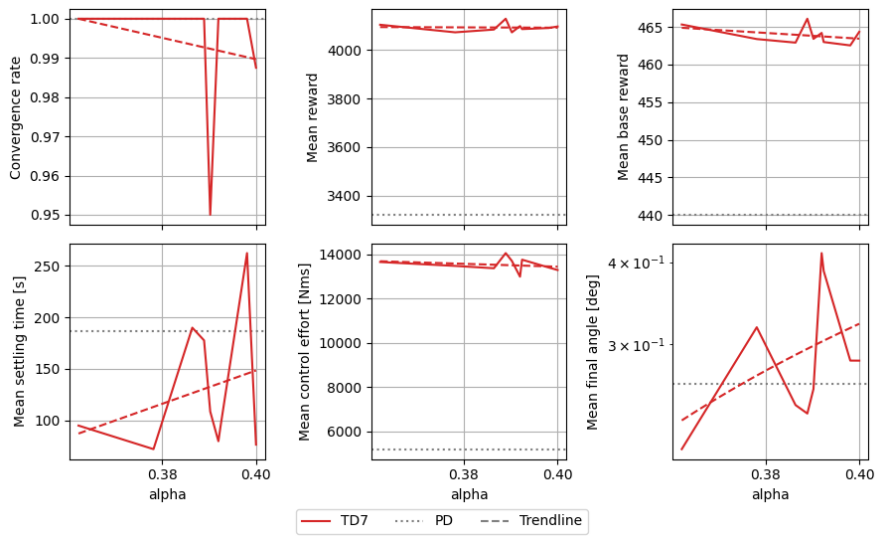 Convergence rate
1.00
0.99
0.98
0.97
0.96
0.95
Mean reward
4000
3800
3600
3400
Mean base reward
465
460
455
450
445
440
Mean settling time [s]
250
200
150
100
0.38
0.40
alpha
Mean control effort [Nms]
14000
12000
10000
8000
6000
0.38
0.40
alpha
Mean final angle [deg]
4 × 10⁻¹
3 × 10⁻¹
0.38
0.40
alpha
TD7 PD Trendline